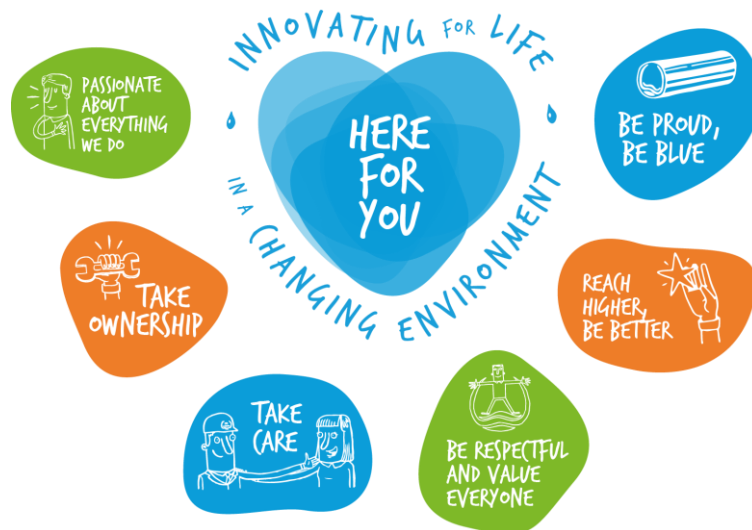 INNOVATING FOR LIFE
IN A CHANGING ENVIRONMENT
HERE
FOR
YOU
PASSIONATE
ABOUT
EVERYTHING
WE DO
BE PROUD,
BE BLUE
TAKE
OWNERSHIP
REACH
HIGHER,
BE BETTER
TAKE
CARE
BE RESPECTFUL
AND VALUE
EVERYONE